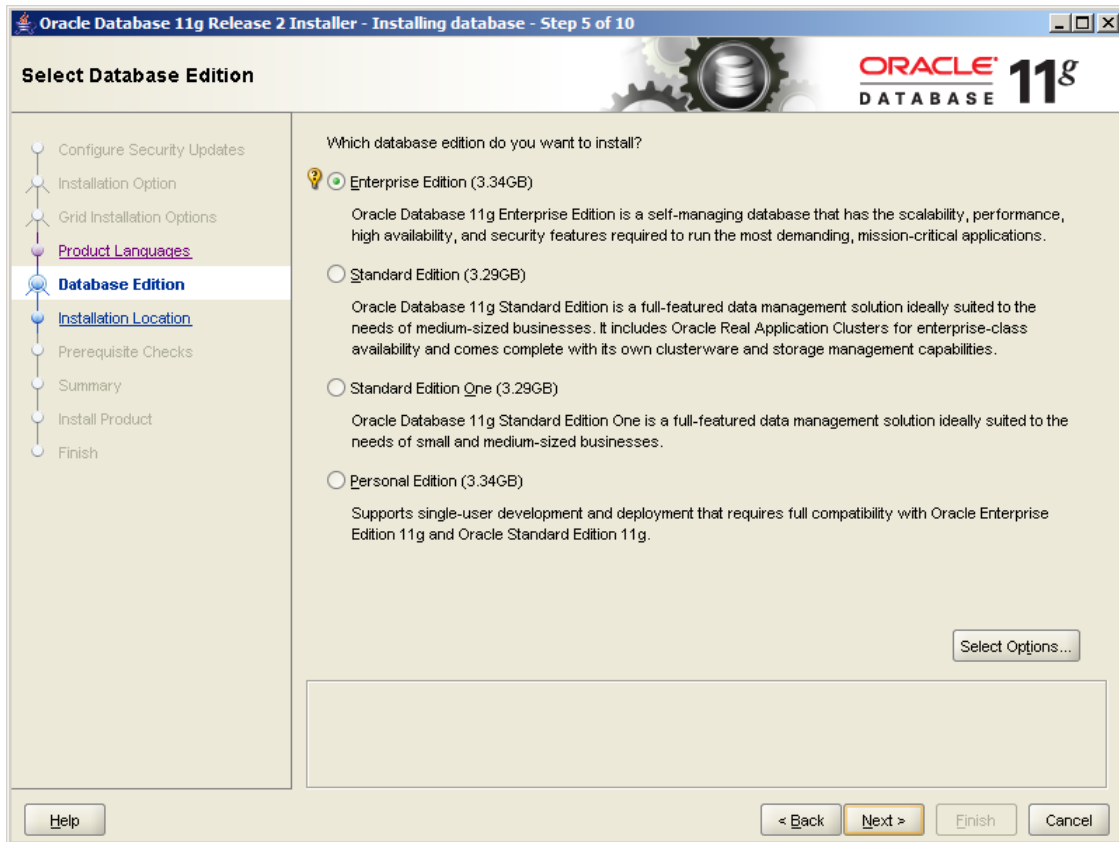 Oracle Database 11g Release 2 Installer - Installing database - Step 5 of 10
Select Database Edition
ORACLE
DATABASE
11g
Configure Security Updates
Installation Option
Grid Installation Options
Product Languages
Database Edition
Installation Location
Prerequisite Checks
Summary
Install Product
Finish
Which database edition do you want to install?
Enterprise Edition (3.34GB)
Oracle Database 11g Enterprise Edition is a self-managing database that has the scalability, performance,
high availability, and security features required to run the most demanding, mission-critical applications.
Standard Edition (3.29GB)
Oracle Database 11g Standard Edition is a full-featured data management solution ideally suited to the
needs of medium-sized businesses. It includes Oracle Real Application Clusters for enterprise-class
availability and comes complete with its own clusterware and storage management capabilities.
Standard Edition One (3.29GB)
Oracle Database 11g Standard Edition One is a full-featured data management solution ideally suited to the
needs of small and medium-sized businesses.
Personal Edition (3.34GB)
Supports single-user development and deployment that requires full compatibility with Oracle Enterprise
Edition 11g and Oracle Standard Edition 11g.
Select Options...
Help
< Back
Next >
Finish
Cancel